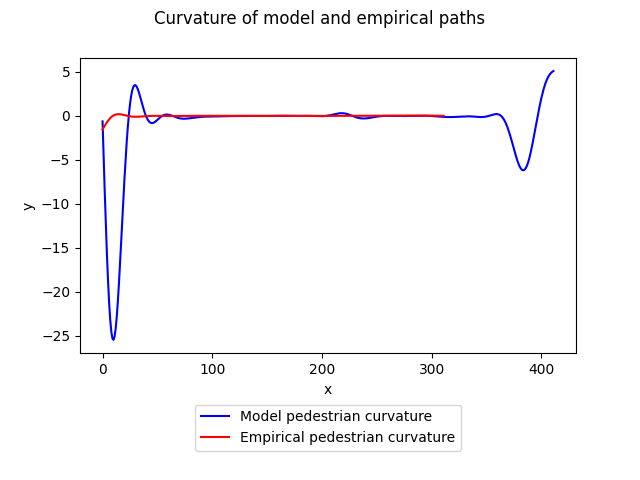 Curvature of model and empirical paths
5
0
−5
−10
−15
−20
−25
y
0 100 200 300 400
x
Model pedestrian curvature
Empirical pedestrian curvature